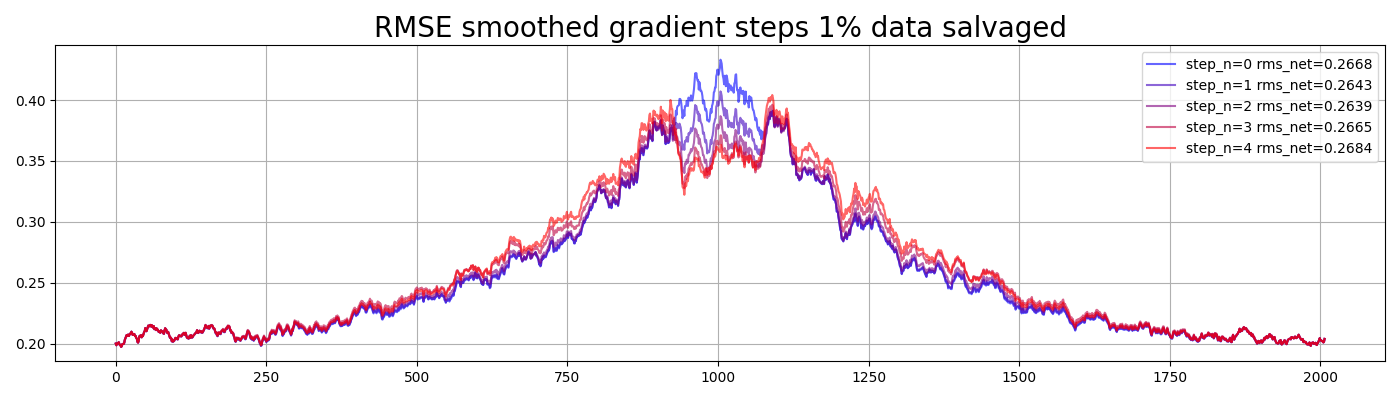 RMSE smoothed gradient steps 1% data salvaged
step_n=0 rms_net=0.2668
step_n=1 rms_net=0.2643
step_n=2 rms_net=0.2639
step_n=3 rms_net=0.2665
step_n=4 rms_net=0.2684
0.40
0.35
0.30
0.25
0.20
0 250 500 750 1000 1250 1500 1750 2000